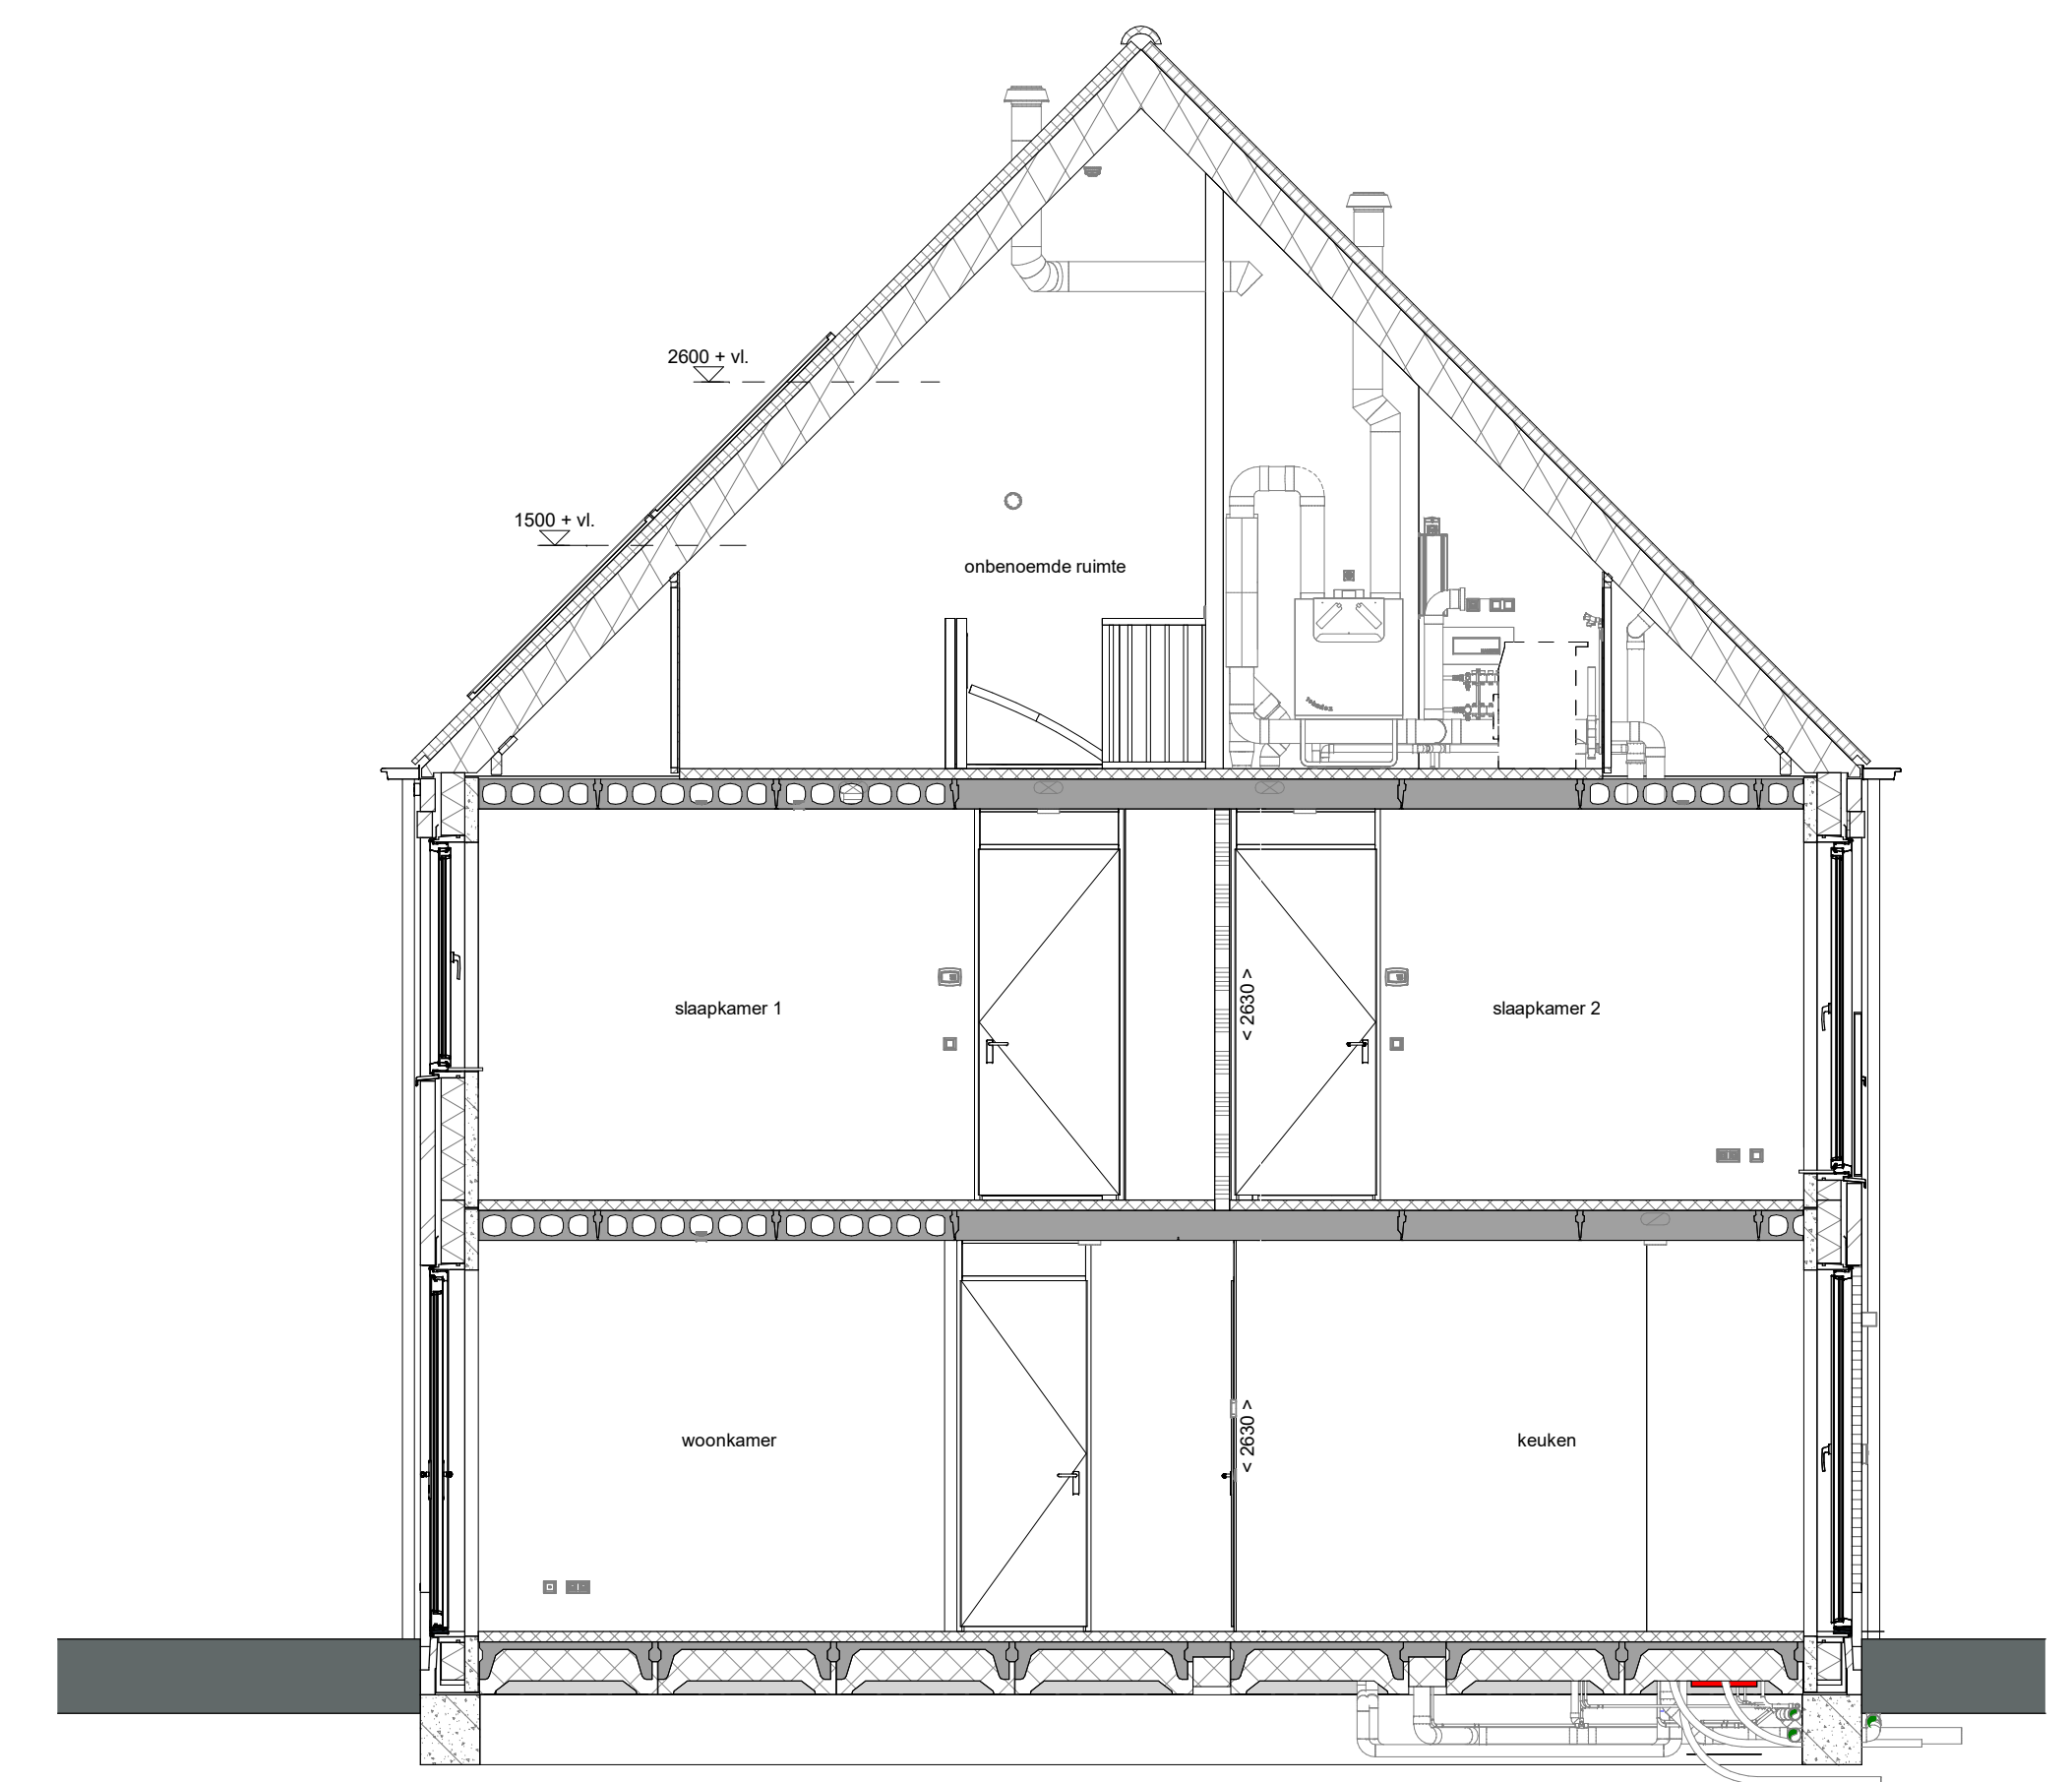 2600 + vl.
1500 + vl.
onbenoemde ruimte
slaapkamer 1
< 2630 >
slaapkamer 2
woonkamer
< 2630 >
keuken